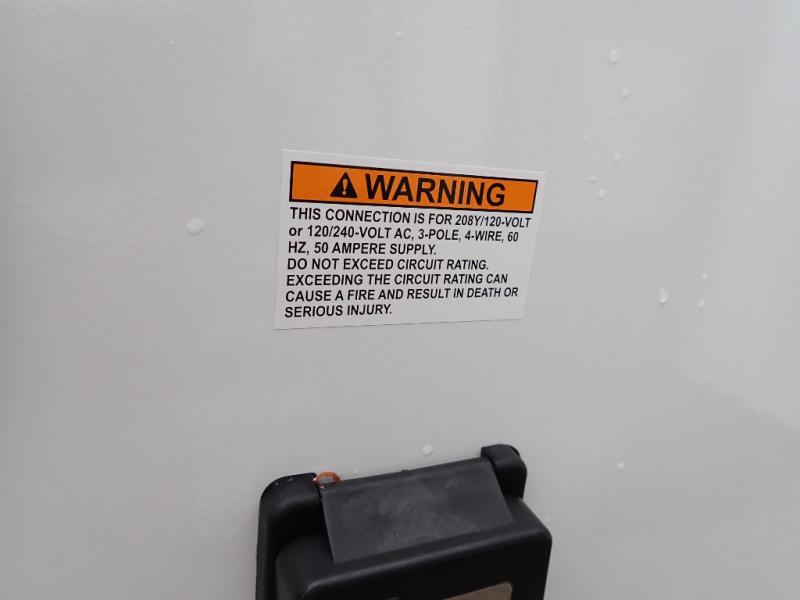 WARNING
THIS CONNECTION IS FOR 208Y/120-VOLT
or 120/240-VOLT AC, 3-POLE, 4-WIRE, 60
HZ, 50 AMPERE SUPPLY.
DO NOT EXCEED CIRCUIT RATING.
EXCEEDING THE CIRCUIT RATING CAN
CAUSE A FIRE AND RESULT IN DEATH OR
SERIOUS INJURY.